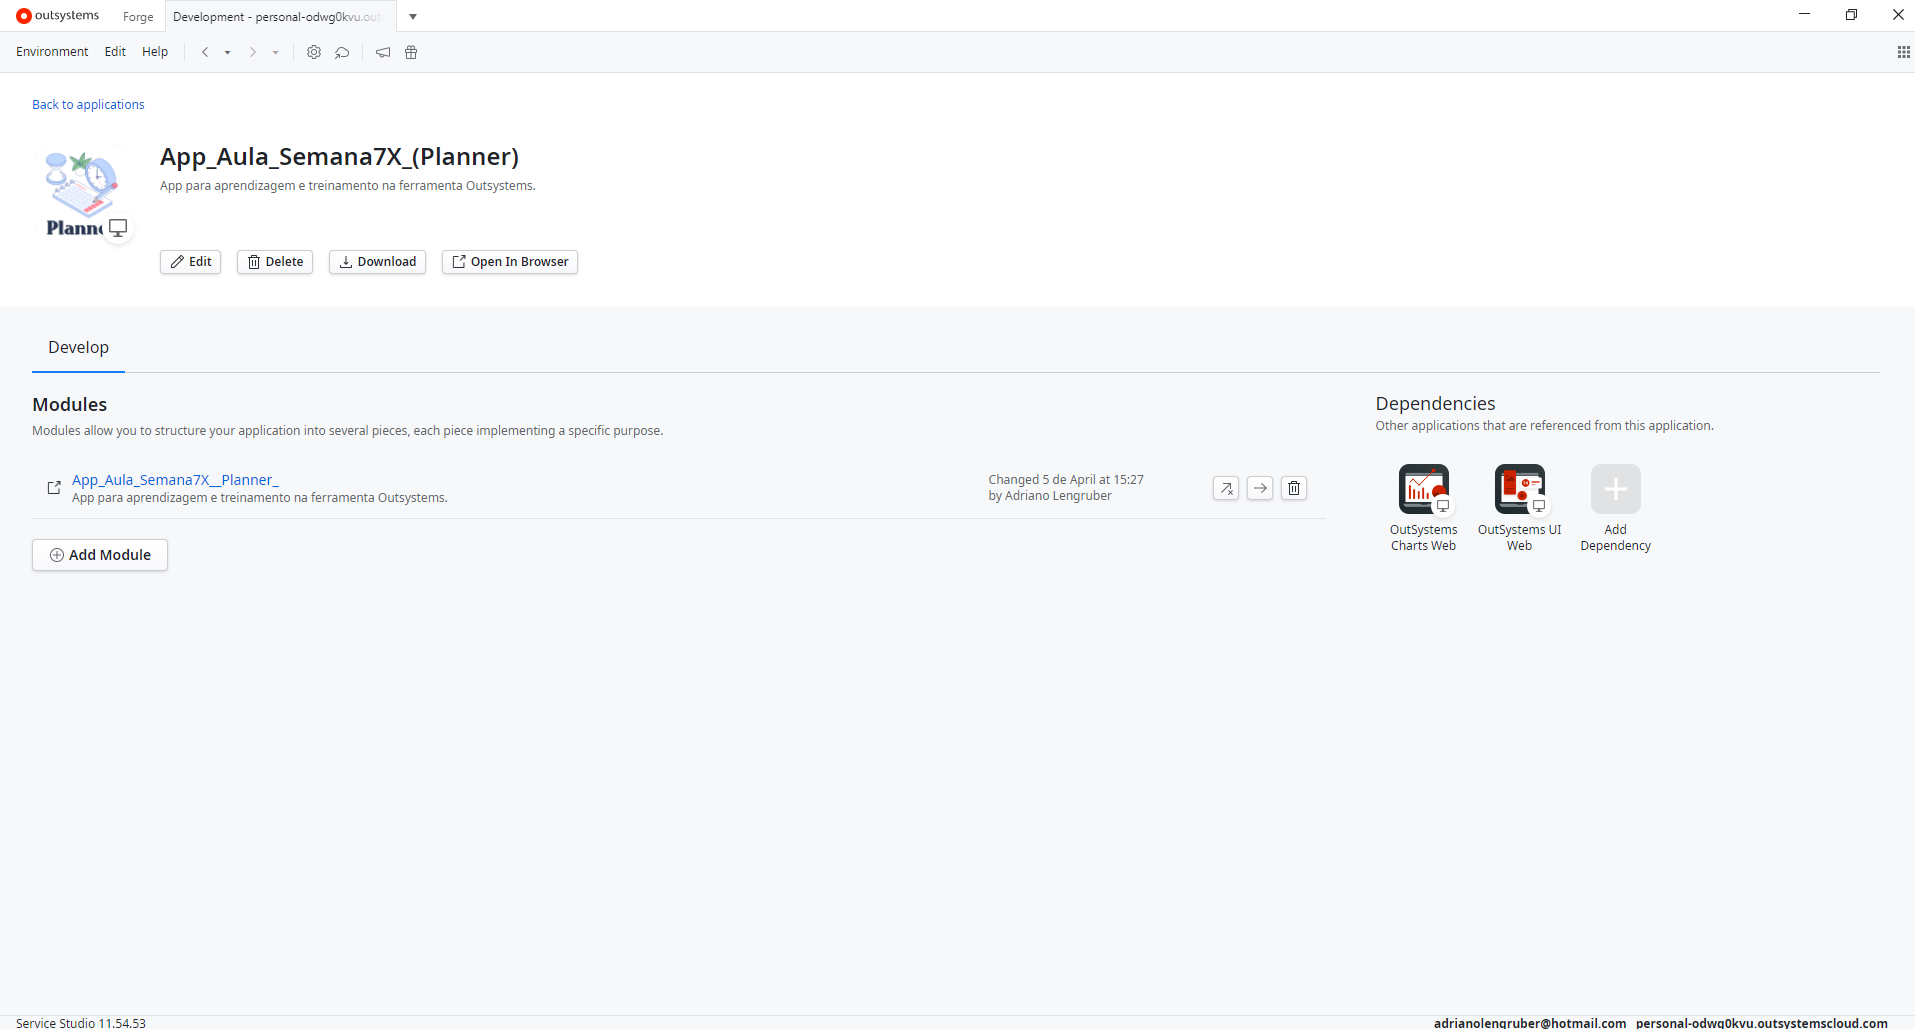 outsystems
Forge
Development - personal-odwg0kvu.out
Environment Edit Help
Back to applications
App_Aula_Semana7X_(Planner)
App para aprendizagem e treinamento na ferramenta Outsystems.
Edit Delete Download Open In Browser
Develop
Modules
Modules allow you to structure your application into several pieces, each piece implementing a specific purpose.
App_Aula_Semana7X__Planner_
App para aprendizagem e treinamento na ferramenta Outsystems.
Changed 5 de April at 15:27
by Adriano Lengruber
Add Module
Dependencies
Other applications that are referenced from this application.
OutSystems
Charts Web
OutSystems UI
Web
Add
Dependency
Service Studio 11.54.53
adrianolengruber@hotmail.com personal-odwg0kvu.outsystemscloud.com